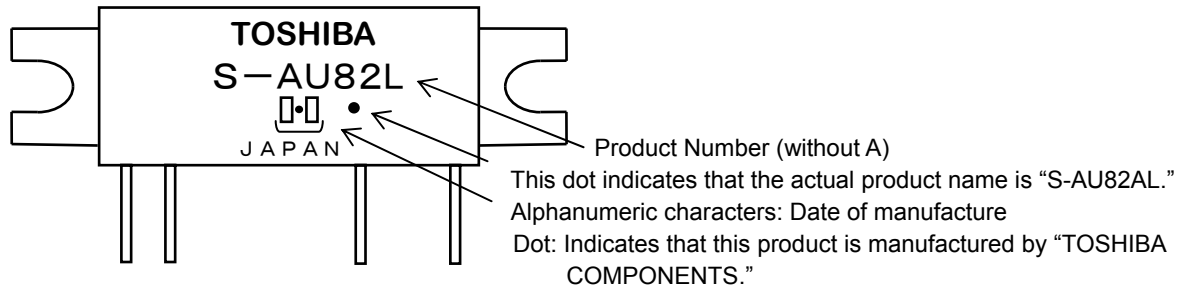 TOSHIBA
S－AU82L
JAPAN
Product Number (without A)
This dot indicates that the actual product name is “S-AU82AL.”
Alphanumeric characters: Date of manufacture
Dot: Indicates that this product is manufactured by “TOSHIBA
COMPONENTS.”